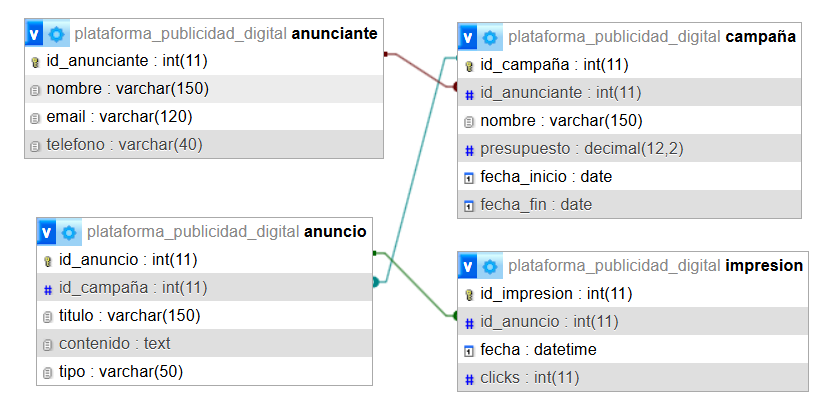 plataforma_publicidad_digital anunciante
id_anunciante : int(11)
nombre : varchar(150)
email : varchar(120)
telefono : varchar(40)
plataforma_publicidad_digital campaña
id_campaña : int(11)
id_anunciante : int(11)
nombre : varchar(150)
presupuesto : decimal(12,2)
fecha_inicio : date
fecha_fin : date
plataforma_publicidad_digital anuncio
id_anuncio : int(11)
id_campaña : int(11)
titulo : varchar(150)
contenido : text
tipo : varchar(50)
plataforma_publicidad_digital impresion
id_impresion : int(11)
id_anuncio : int(11)
fecha : datetime
clicks : int(11)